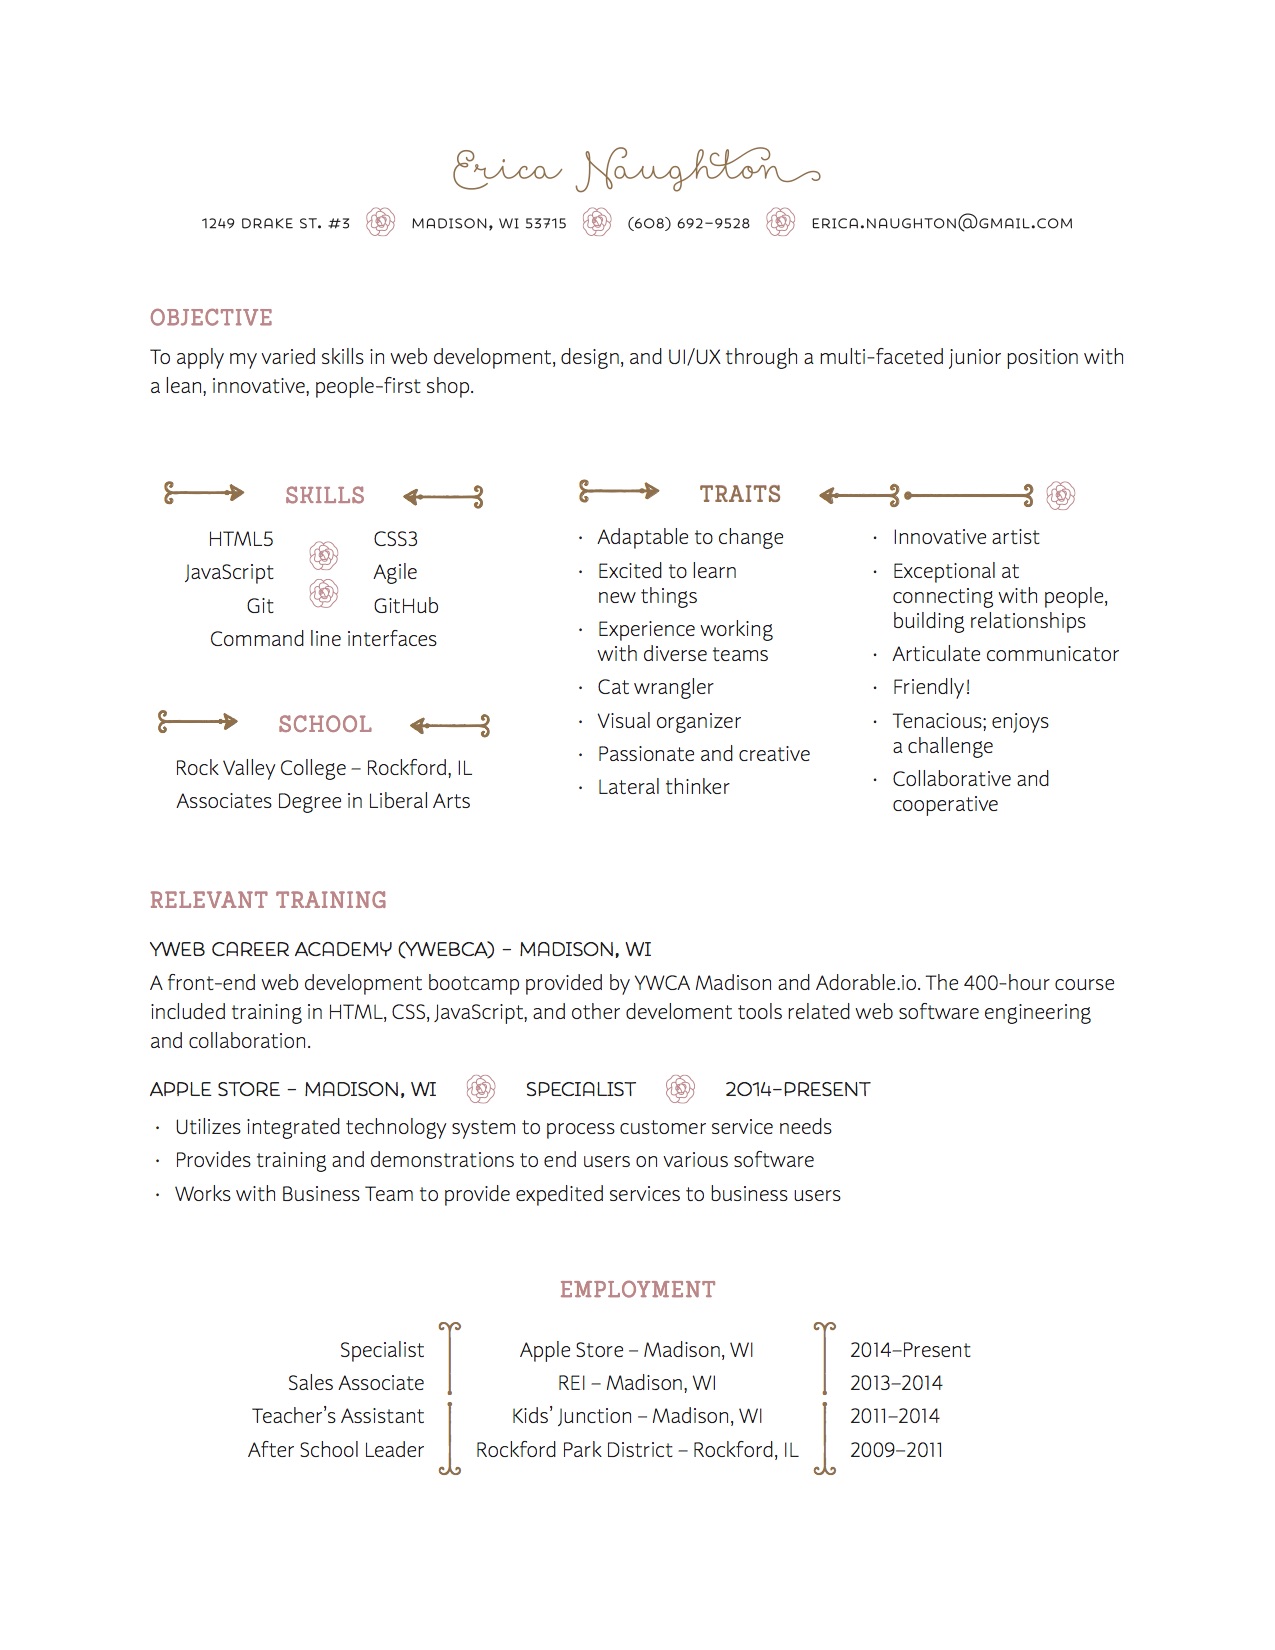 Erica Naughton
1249 DRAKE ST. #3 MADISON, WI 53715 (608) 692-9528 ERICA.NAUGHTON@GMAIL.COM
OBJECTIVE
To apply my varied skills in web development, design, and UI/UX through a multi-faceted junior position with
a lean, innovative, people-first shop.
SKILLS
HTML5 CSS3
JavaScript Agile
Git GitHub
Command line interfaces
SCHOOL
Rock Valley College – Rockford, IL
Associates Degree in Liberal Arts
TRAITS
· Adaptable to change
· Excited to learn
new things
· Experience working
with diverse teams
· Cat wrangler
· Visual organizer
· Passionate and creative
· Lateral thinker
· Innovative artist
· Exceptional at
connecting with people,
building relationships
· Articulate communicator
· Friendly!
· Tenacious; enjoys
a challenge
· Collaborative and
cooperative
RELEVANT TRAINING
YWEB CAREER ACADEMY (YWEBCA) – MADISON, WI
A front-end web development bootcamp provided by YWCA Madison and Adorable.io. The 400-hour course
included training in HTML, CSS, JavaScript, and other develoment tools related web software engineering
and collaboration.
APPLE STORE – MADISON, WI SPECIALIST 2014–PRESENT
· Utilizes integrated technology system to process customer service needs
· Provides training and demonstrations to end users on various software
· Works with Business Team to provide expedited services to business users
EMPLOYMENT
Specialist Apple Store – Madison, WI 2014–Present
Sales Associate REI – Madison, WI 2013–2014
Teacher’s Assistant Kids’ Junction – Madison, WI 2011–2014
After School Leader Rockford Park District – Rockford, IL 2009–2011